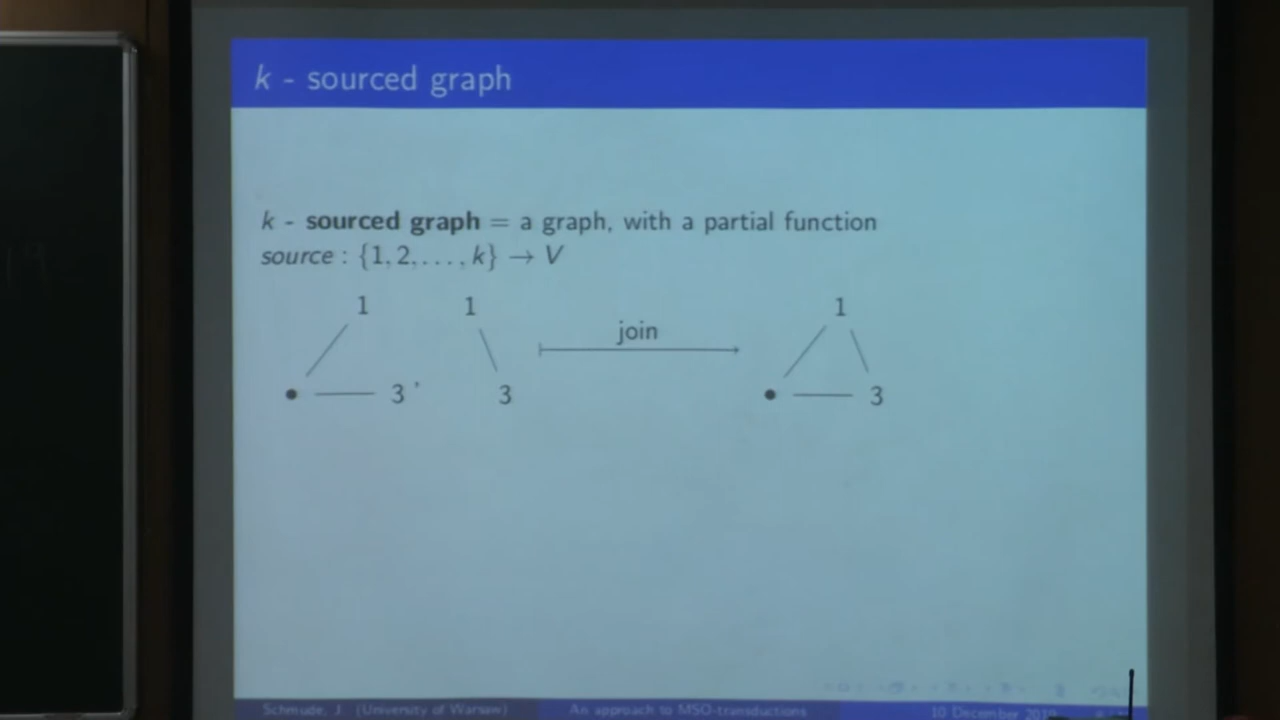 k - sourced graph
k - sourced graph = a graph, with a partial function
source : {1, 2, . . . , k} → V
1 1 join 1
• 3 , 3 • 3
Schmude, J (University of Warsaw) An approach to MSO-transductions 10 December